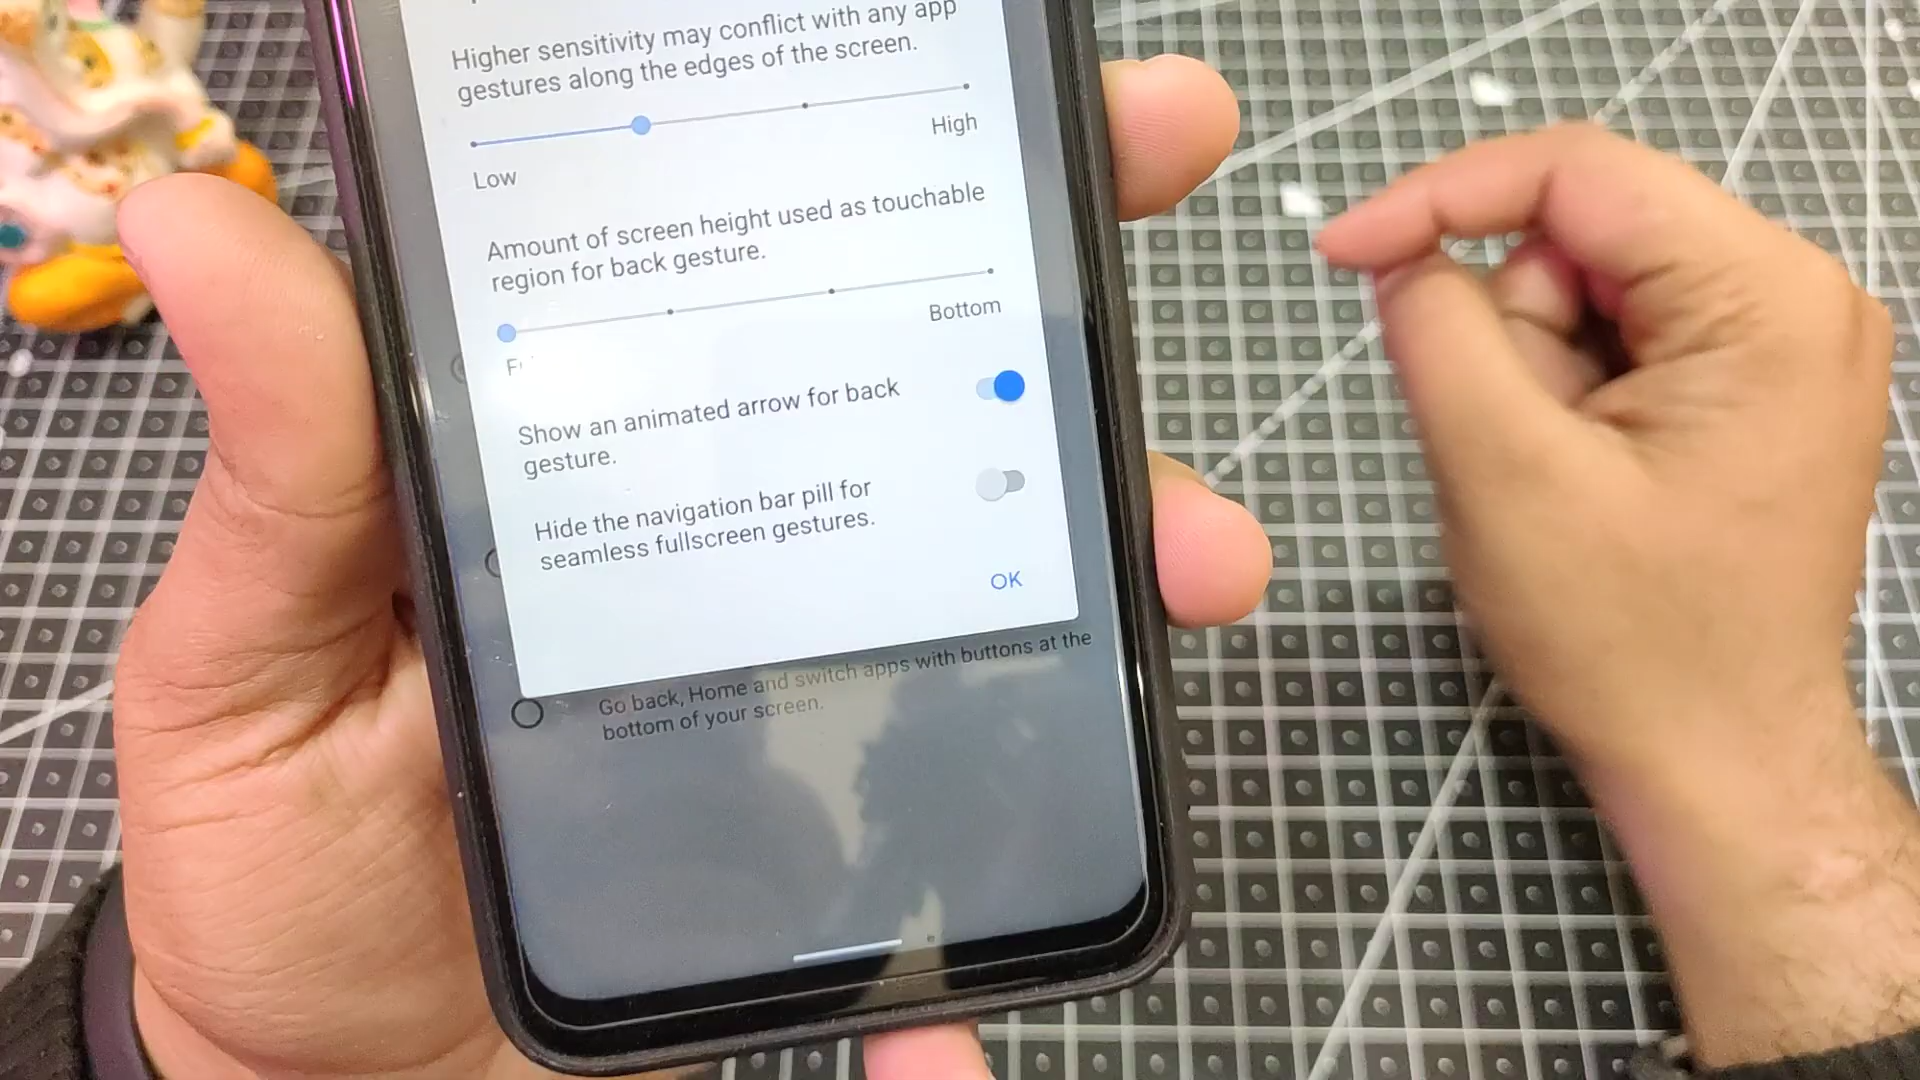 Higher sensitivity may conflict with any app
gestures along the edges of the screen.
Low
High
Amount of screen height used as touchable
region for back gesture.
Bottom
Show an animated arrow for back
gesture.
Hide the navigation bar pill for
seamless fullscreen gestures.
OK
Go back, Home and switch apps with buttons at the
bottom of your screen.